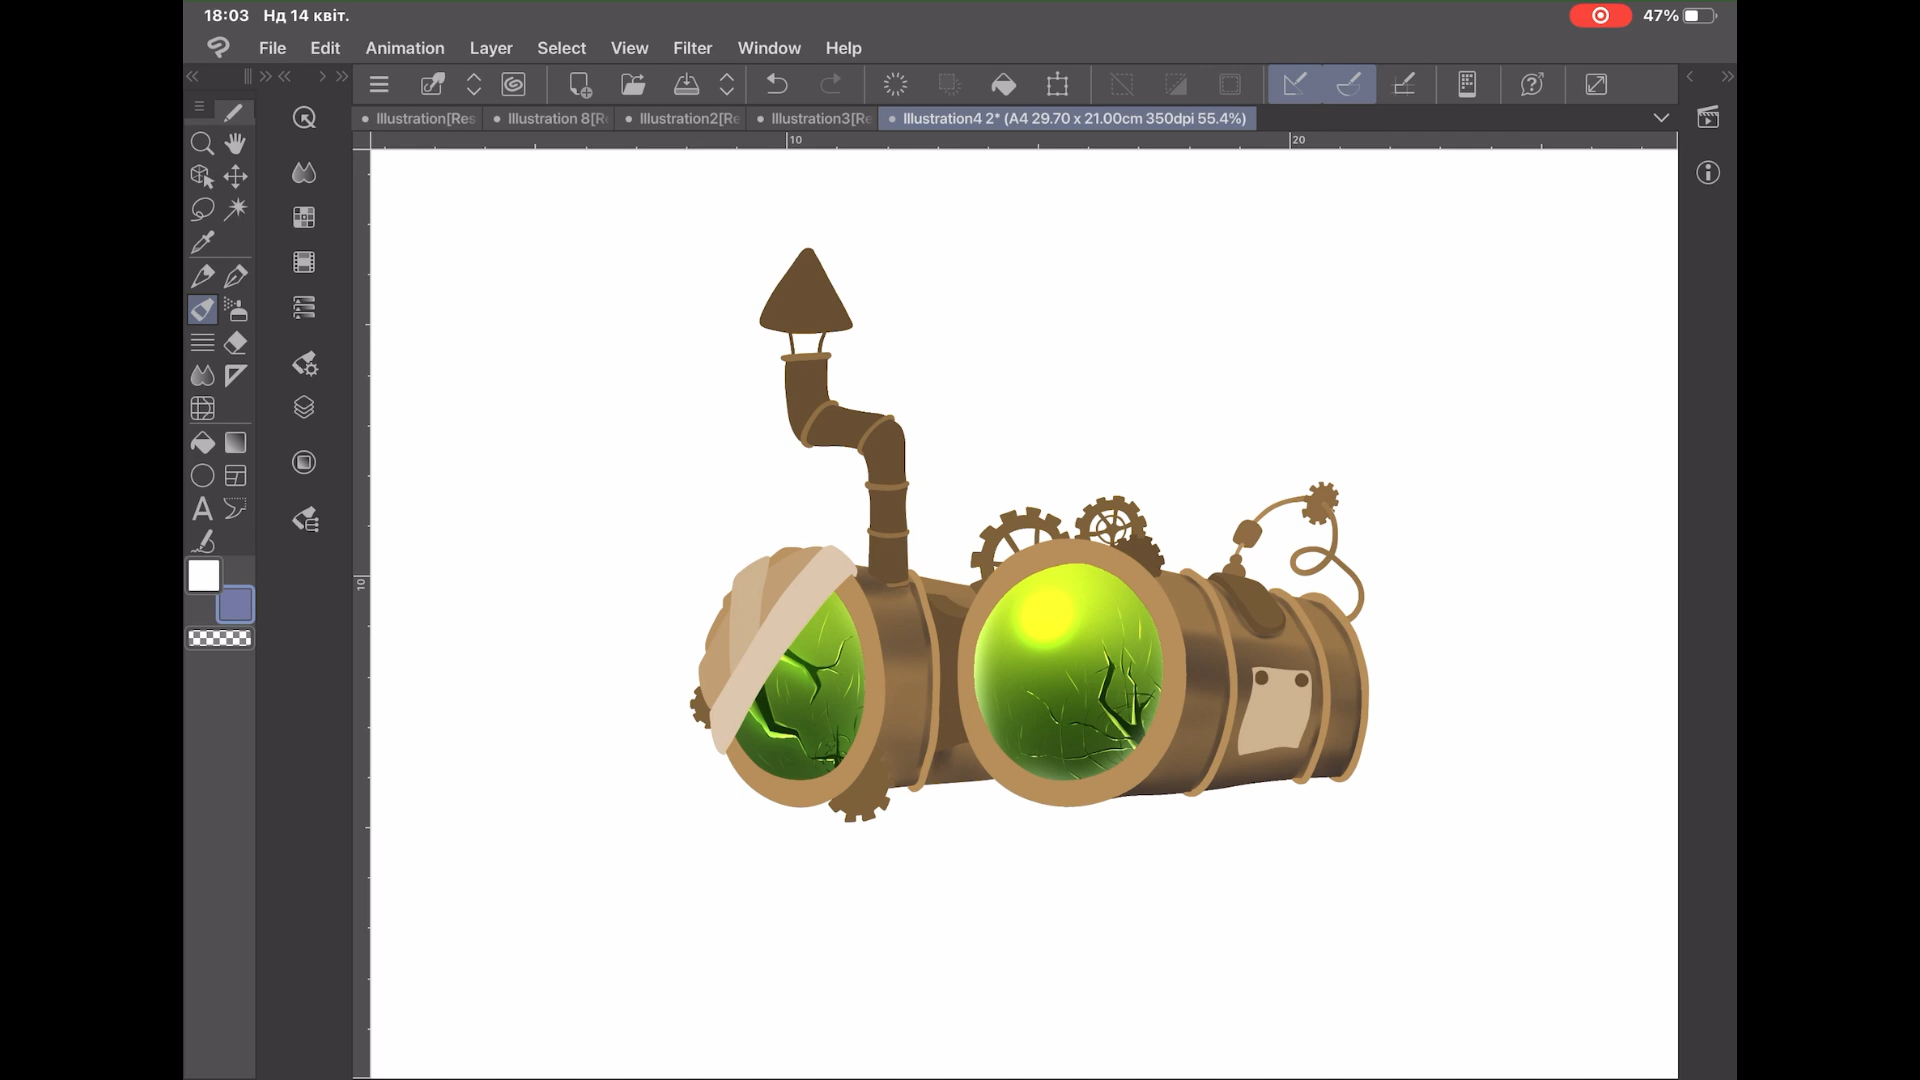 18:03 Нд 14 квіт.
47%
File Edit Animation Layer Select View Filter Window Help
Illustration[Res Illustration 8[R Illustration2[Re Illustration3[Re Illustration4 2* (A4 29.70 x 21.00cm 350dpi 55.4%)
10 20
10